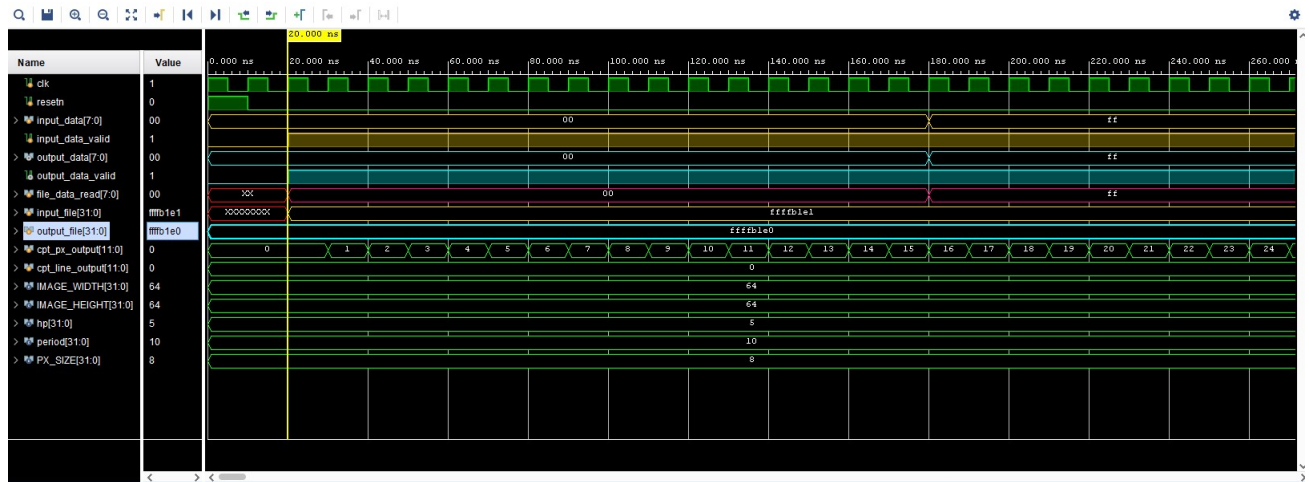 20.000 ns
Name Value
0.000 ns 20.000 ns 40.000 ns 60.000 ns 80.000 ns 100.000 ns 120.000 ns 140.000 ns 160.000 ns 180.000 ns 200.000 ns 220.000 ns 240.000 ns 260.000
clk 1
resetn 0
input_data[7:0] 00 00 ff
input_data_valid 1
output_data[7:0] 00 00 ff
output_data_valid 1
file_data_read[7:0] 00 XX 00 ff
input_file[31:0] ffffb1e1 XXXXXXXX ffffb1e1
output_file[31:0] ffffb1e0 ffffb1e0
cpt_px_output[11:0] 0 0 1 2 3 4 5 6 7 8 9 10 11 12 13 14 15 16 17 18 19 20 21 22 23 24
cpt_line_output[11:0] 0 0
IMAGE_WIDTH[31:0] 64 64
IMAGE_HEIGHT[31:0] 64 64
hp[31:0] 5 5
period[31:0] 10 10
PX_SIZE[31:0] 8 8